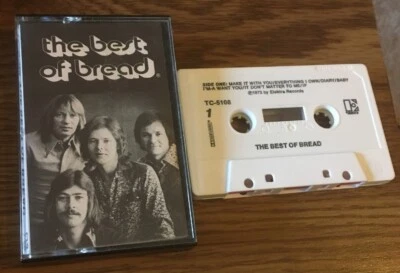 the best
of bread
SIDE ONE: MAKE IT WITH YOU/EVERYTHING I OWN/DIARY/BABY
I'M-A WANT YOU/IT DON'T MATTER TO ME/IF
℗1973 by Elektra Records
TC-5168
1
THE BEST OF BREAD